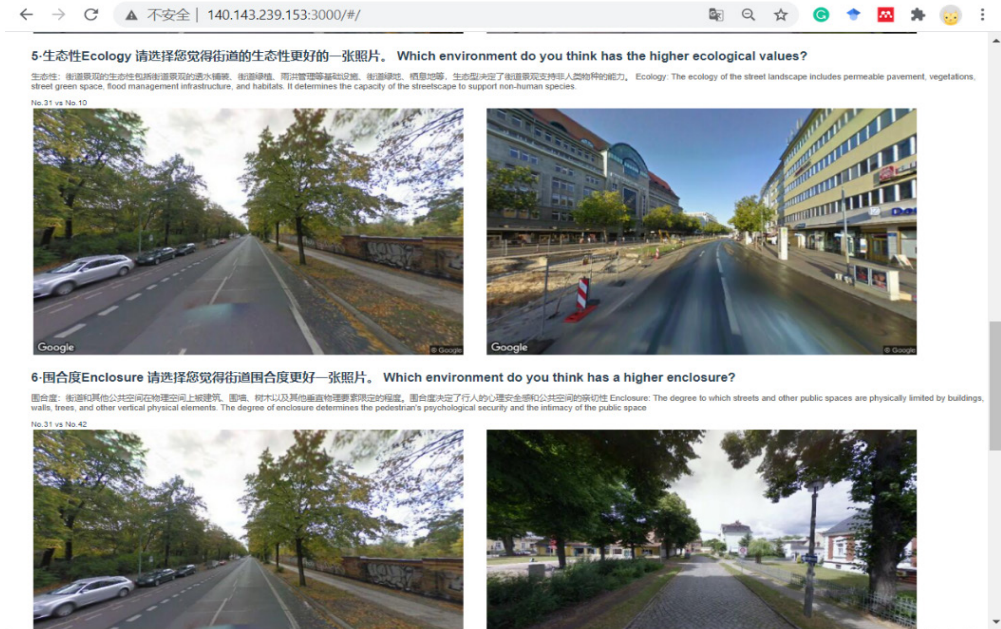 不安全 | 140.143.239.153:3000/#/
5·生态性Ecology 请选择您觉得街道的生态性更好的一张照片。 Which environment do you think has the higher ecological values?
生态性：街道景观的生态性包括街道景观的透水铺装、街道绿植、雨洪管理等基础设施、街道绿地、栖息地等，生态型决定了街道景观支持非人类物种的能力。 Ecology: The ecology of the street landscape includes permeable pavement, vegetations,
street green space, flood management infrastructure, and habitats. It determines the capacity of the streetscape to support non-human species.
No.31 vs No.10
Google
© Google
Google
© Google
6·围合度Enclosure 请选择您觉得街道围合度更好一张照片。 Which environment do you think has a higher enclosure?
围合度：街道和其他公共空间在物理空间上被建筑、围墙、树木以及其他垂直物理要素限定的程度。围合度决定了行人的心理安全感和公共空间的亲切性 Enclosure: The degree to which streets and other public spaces are physically limited by buildings,
walls, trees, and other vertical physical elements. The degree of enclosure determines the pedestrian's psychological security and the intimacy of the public space
No.31 vs No.42